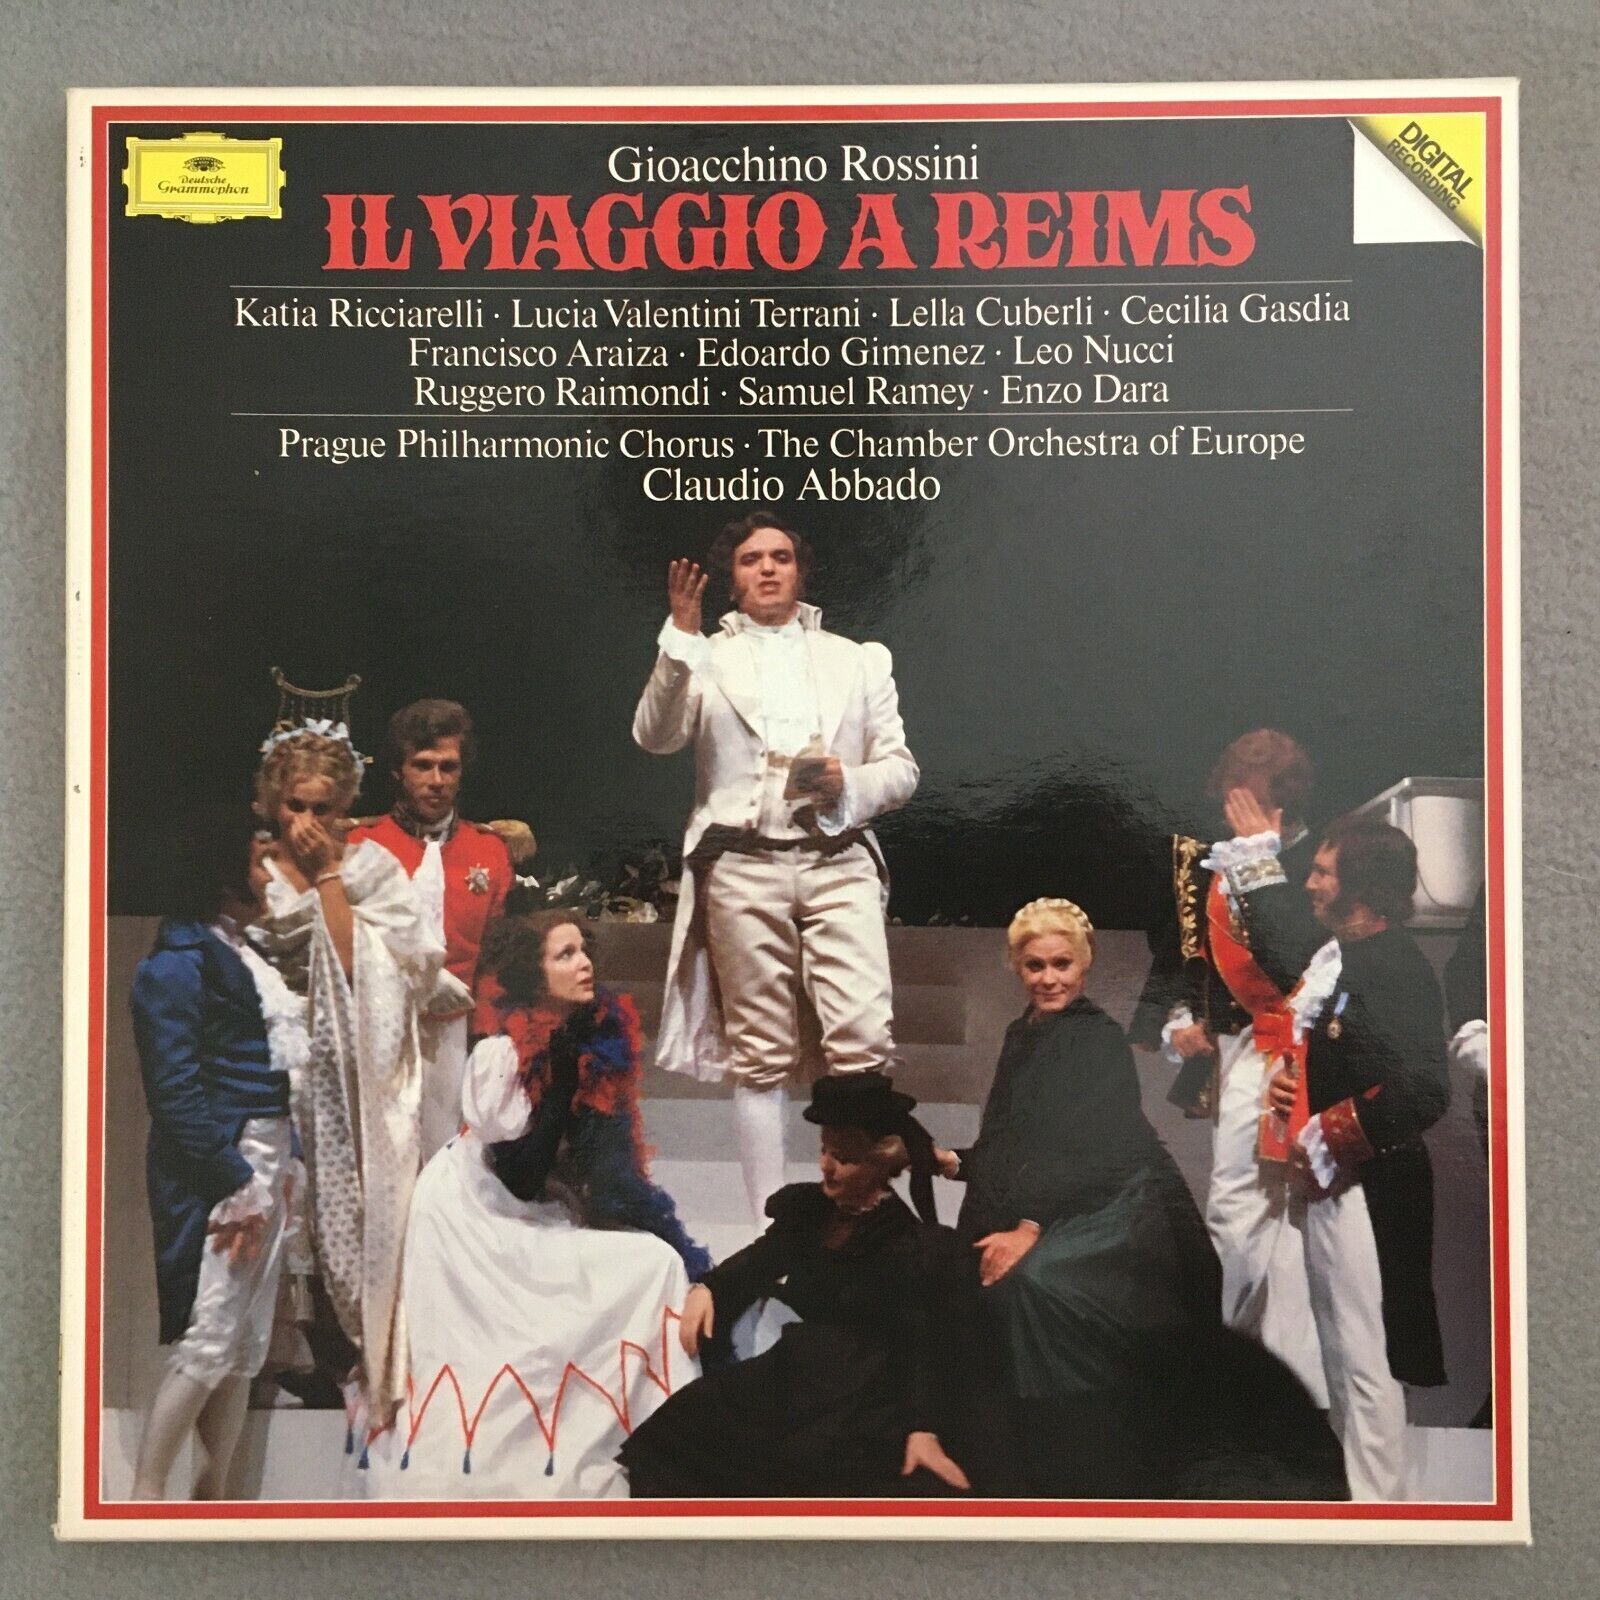 Deutsche
Grammophon
Gioacchino Rossini
IL VIAGGIO A REIMS
DIGITAL
RECORDING
Katia Ricciarelli · Lucia Valentini Terrani · Lella Cuberli · Cecilia Gasdia
Francisco Araiza · Edoardo Gimenez · Leo Nucci
Ruggero Raimondi · Samuel Ramey · Enzo Dara
Prague Philharmonic Chorus · The Chamber Orchestra of Europe
Claudio Abbado